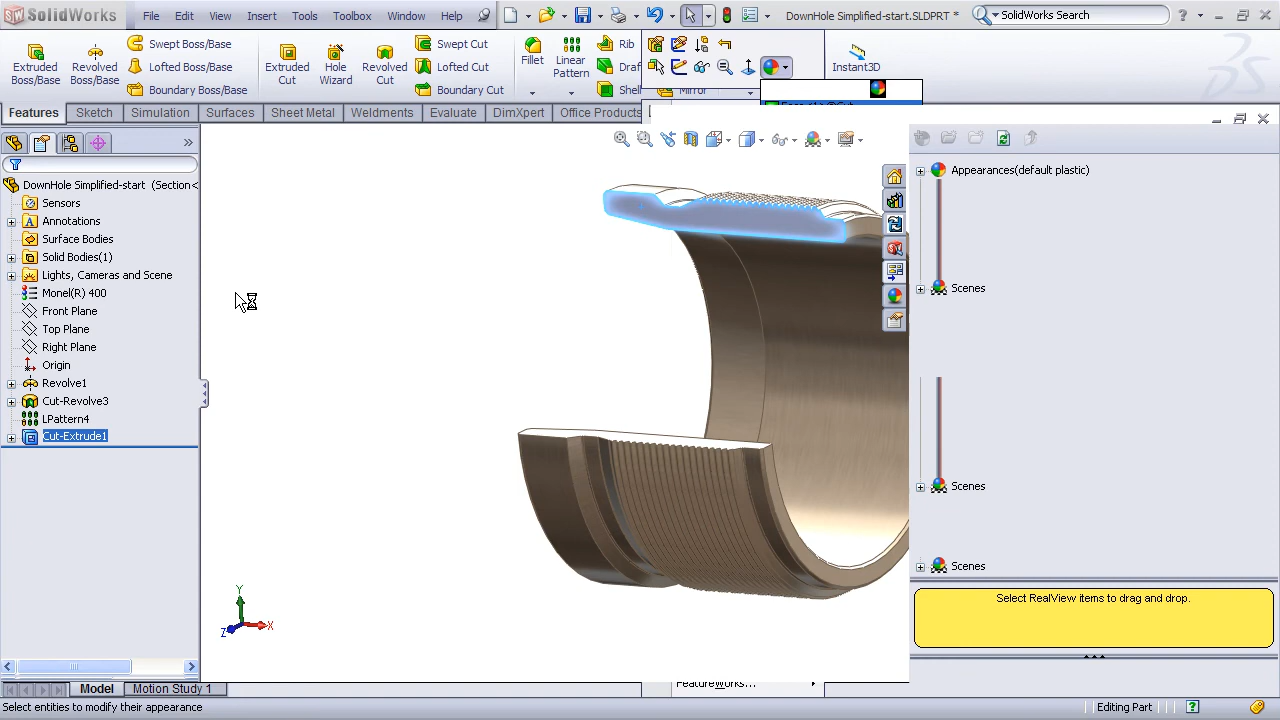 SolidWorks
File Edit View Insert Tools Toolbox Window Help
DownHole Simplified-start.SLDPRT *
SolidWorks Search
Extruded Boss/Base
Revolved Boss/Base
Swept Boss/Base
Lofted Boss/Base
Boundary Boss/Base
Extruded Cut
Hole Wizard
Revolved Cut
Swept Cut
Lofted Cut
Boundary Cut
Fillet
Linear Pattern
Rib
Shell
Mirror
Instant3D
Features Sketch Simulation Surfaces Sheet Metal Weldments Evaluate DimXpert Office Products
DownHole Simplified-start (Section<
Sensors
Annotations
Surface Bodies
Solid Bodies(1)
Lights, Cameras and Scene
Monel(R) 400
Front Plane
Top Plane
Right Plane
Origin
Revolve1
Cut-Revolve3
LPattern4
Cut-Extrude1
Y
X
Z
Appearances(default plastic)
Scenes
Scenes
Scenes
Select RealView items to drag and drop.
Model Motion Study 1
FeatureWorks...
Select entities to modify their appearance
Editing Part